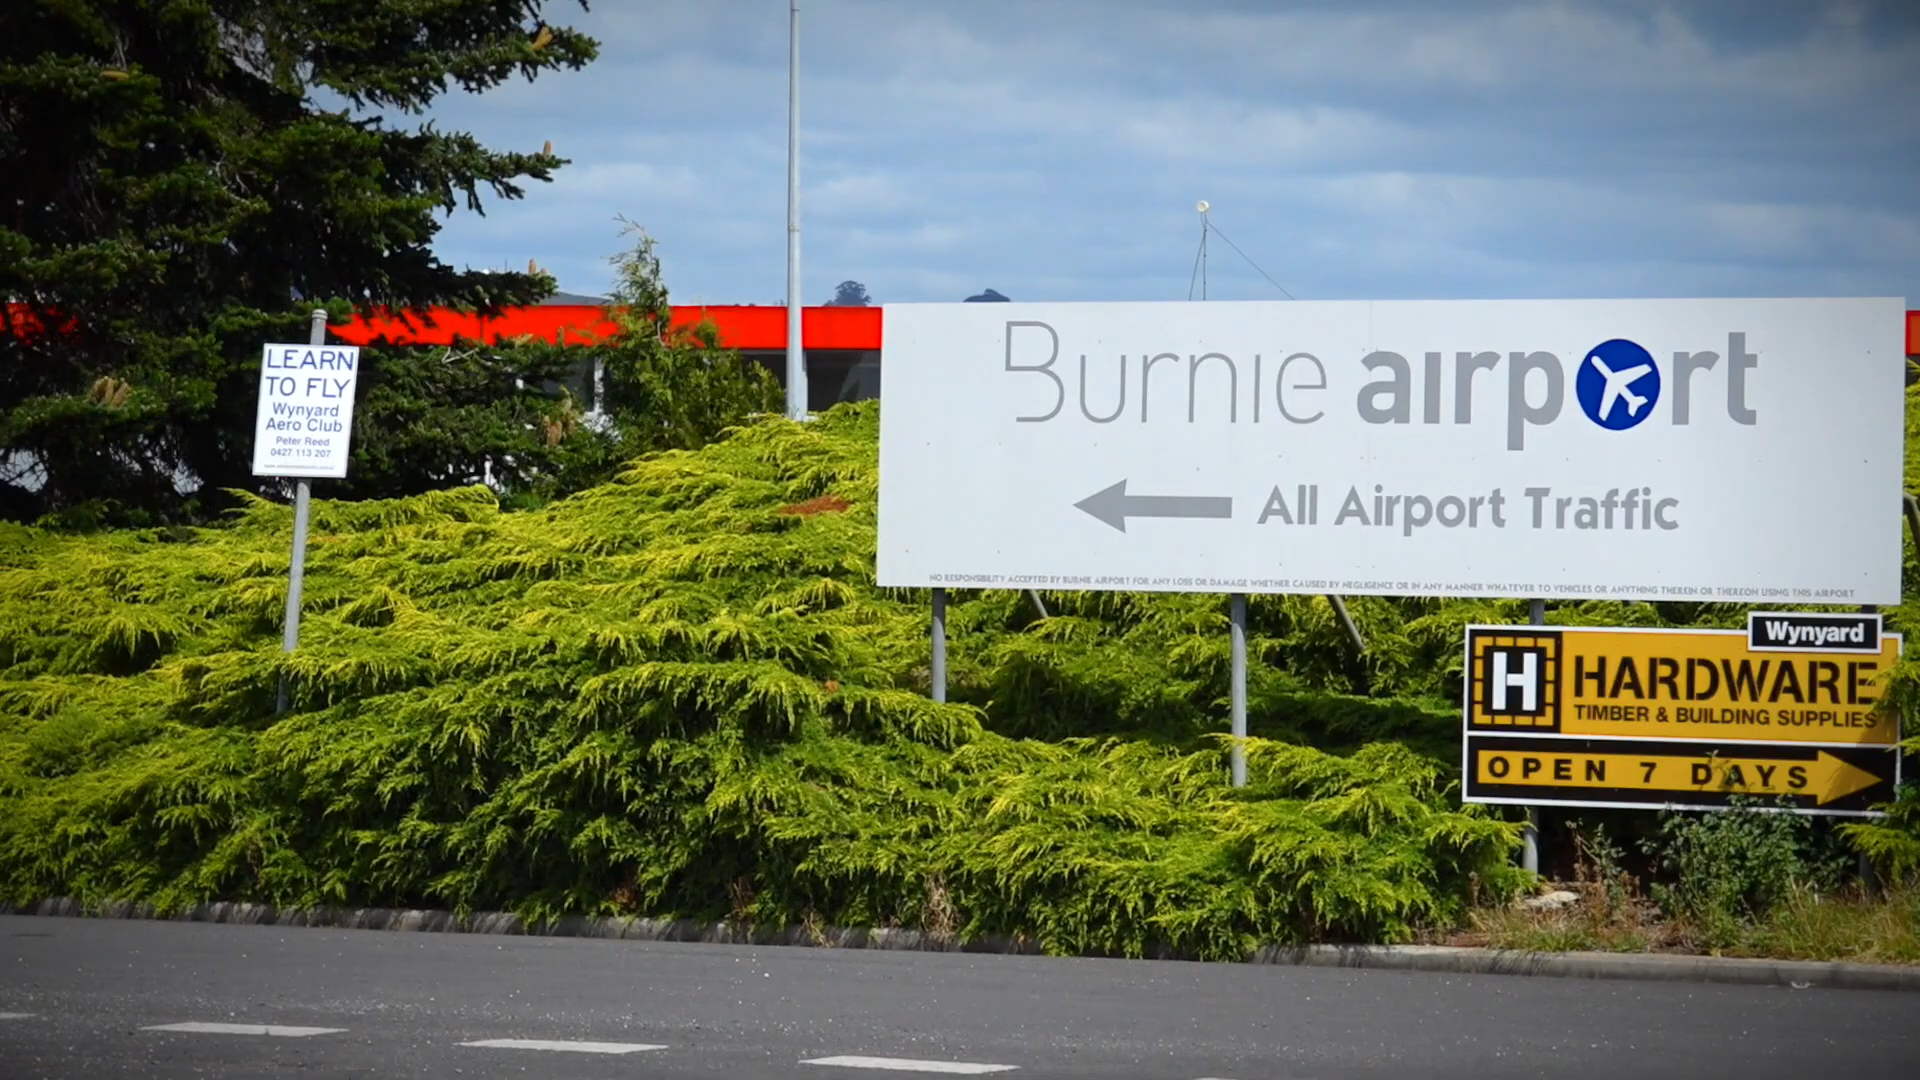 LEARN
TO FLY
Wynyard
Aero Club
Peter Reed
0427 113 207
Burnie airport
All Airport Traffic
NO RESPONSIBILITY ACCEPTED BY BURNIE AIRPORT FOR ANY LOSS OR DAMAGE WHETHER CAUSED BY NEGLIGENCE OR IN ANY MANNER WHATEVER TO VEHICLES OR ANYTHING THEREIN OR THEREON USING THIS AIRPORT
Wynyard
H HARDWARE
TIMBER & BUILDING SUPPLIES
OPEN 7 DAYS